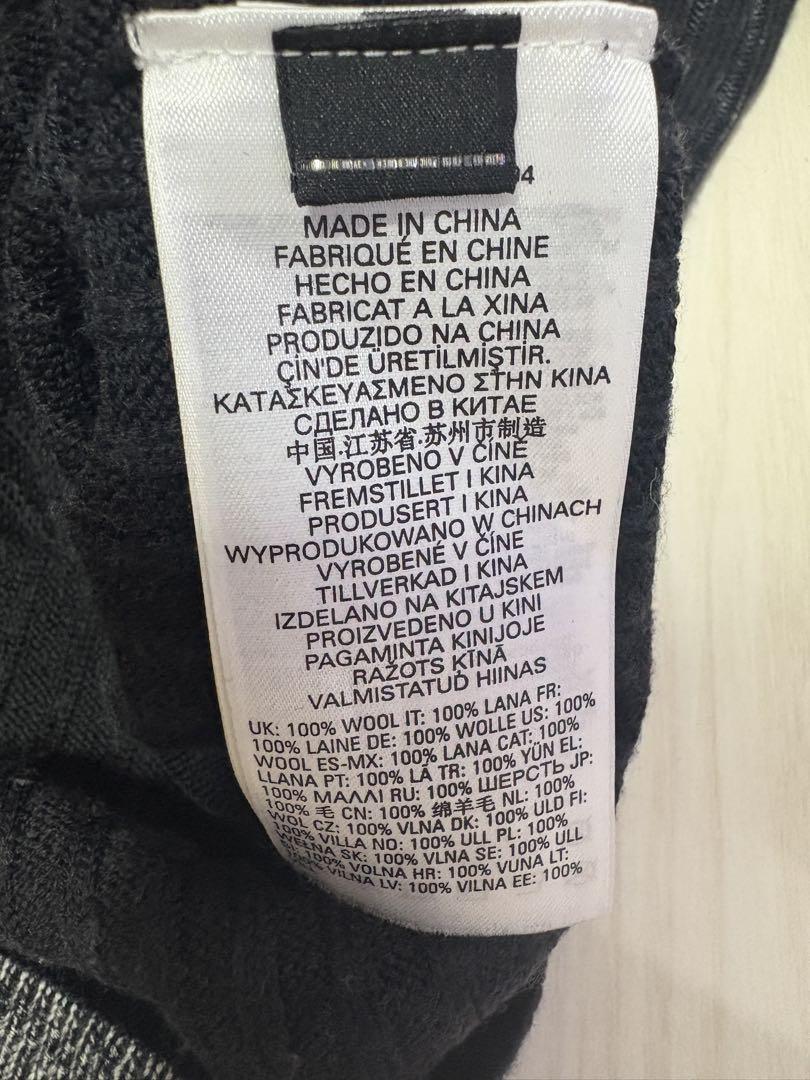 4
MADE IN CHINA
FABRIQUÉ EN CHINE
HECHO EN CHINA
FABRICAT A LA XINA
PRODUZIDO NA CHINA
ÇİN'DE ÜRETİLMİŞTİR.
ΚΑΤΑΣΚΕΥΑΣΜΕΝΟ ΣΤΗΝ ΚΙΝΑ
СДЕЛАНО В КИТАЕ
中国.江苏省.苏州市制造
VYROBENO V ČÍNĚ
FREMSTILLET I KINA
PRODUSERT I KINA
WYPRODUKOWANO W CHINACH
VYROBENÉ V ČÍNE
TILLVERKAD I KINA
IZDELANO NA KITAJSKEM
PROIZVEDENO U KINI
PAGAMINTA KINIJOJE
RAŽOTS ĶĪNĀ
VALMISTATUD HIINAS
UK: 100% WOOL IT: 100% LANA FR:
100% LAINE DE: 100% WOLLE US: 100%
WOOL ES-MX: 100% LANA CAT: 100%
LLANA PT: 100% LÃ TR: 100% YÜN EL:
100% ΜΑΛΛΙ RU: 100% ШЕРСТЬ JP:
100% 毛 CN: 100% 绵羊毛 NL: 100%
WOL CZ: 100% VLNA DK: 100% ULD FI:
100% VILLA NO: 100% ULL PL: 100%
WEŁNA SK: 100% VLNA SE: 100% ULL
100% VOLNA HR: 100% VUNA LT:
100% VILNA LV: 100% VILNA EE: 100%